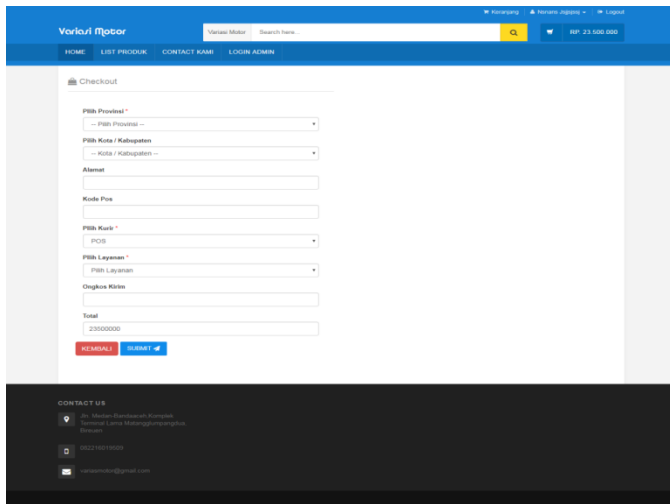 Keranjang
Logout
Variasi Motor
Variasi Motor
Search here...
RP. 23.500.000
HOME LIST PRODUK CONTACT KAMI LOGIN ADMIN
Checkout
Pilih Provinsi *
-- Pilih Provinsi --
Pilih Kota / Kabupaten
-- Kota / Kabupaten --
Alamat
Kode Pos
Pilih Kurir *
POS
Pilih Layanan *
Pilih Layanan
Ongkos Kirim
Total
23500000
KEMBALI SUBMIT
CONTACT US
Jln. Medan-Bandaaceh,Komplek
Terminal Lama Matangglumpangdua,
Bireuen
variasimotor@gmail.com